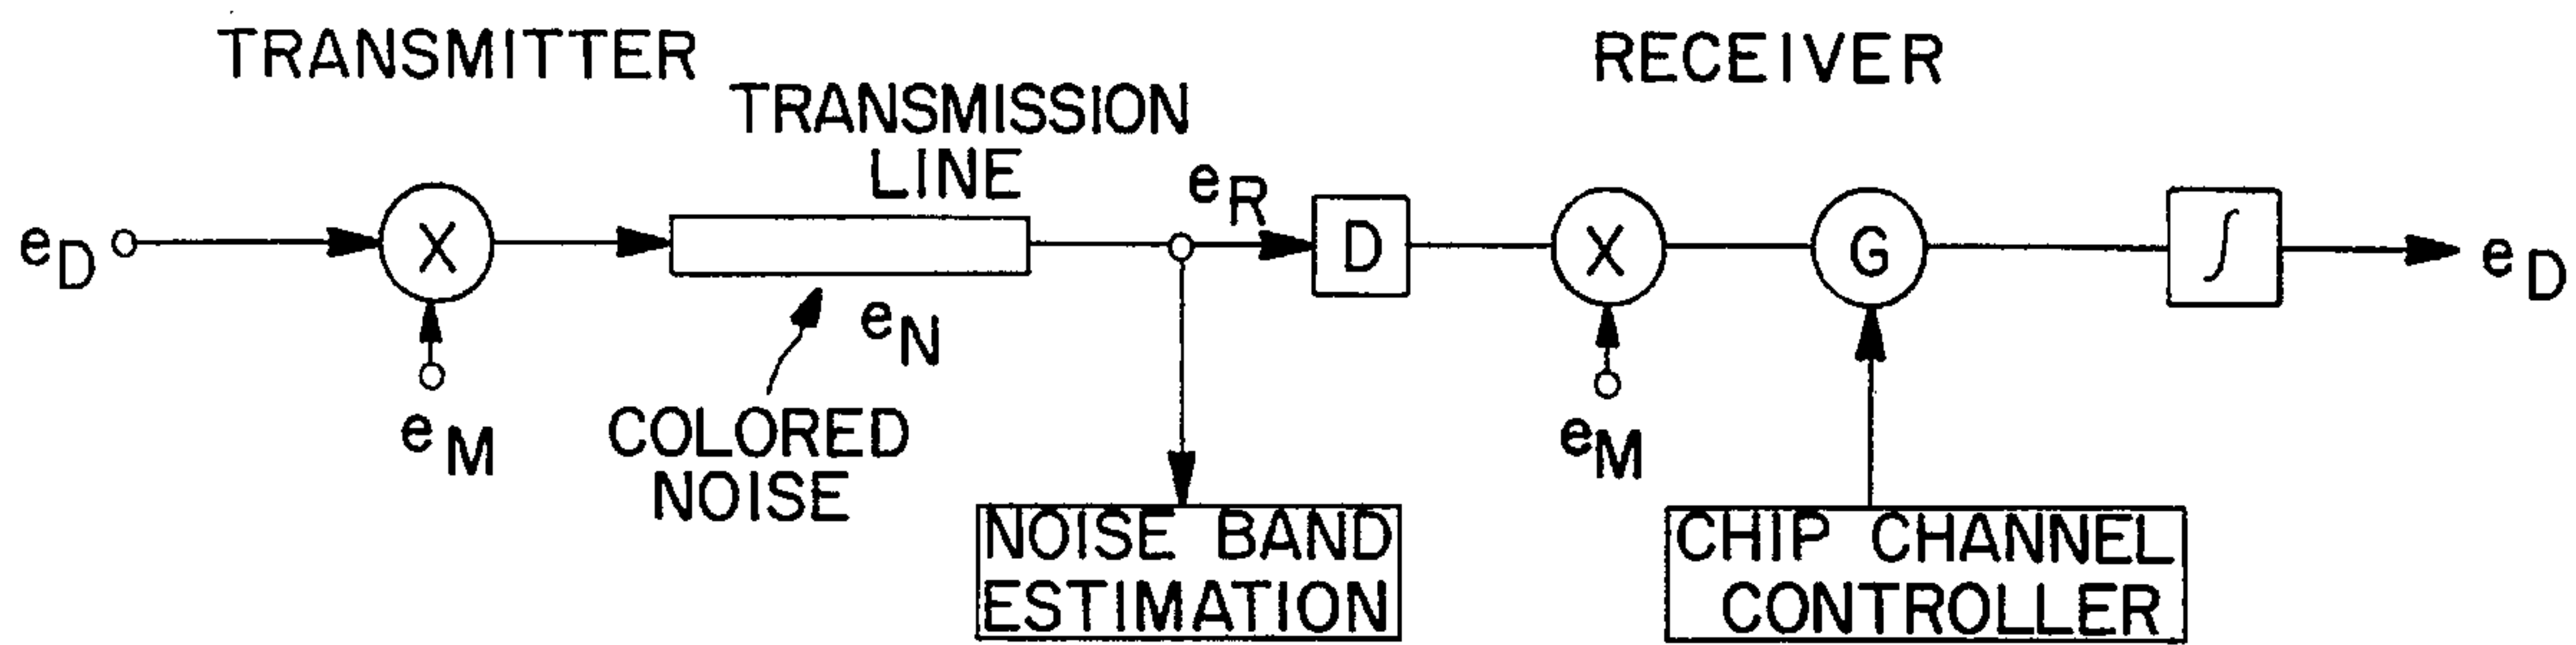 TRANSMITTER
RECEIVER
TRANSMISSION
LINE
eD
X
eM
COLORED
NOISE
eN
eR
D
X
eM
G
∫
eD
NOISE BAND
ESTIMATION
CHIP CHANNEL
CONTROLLER